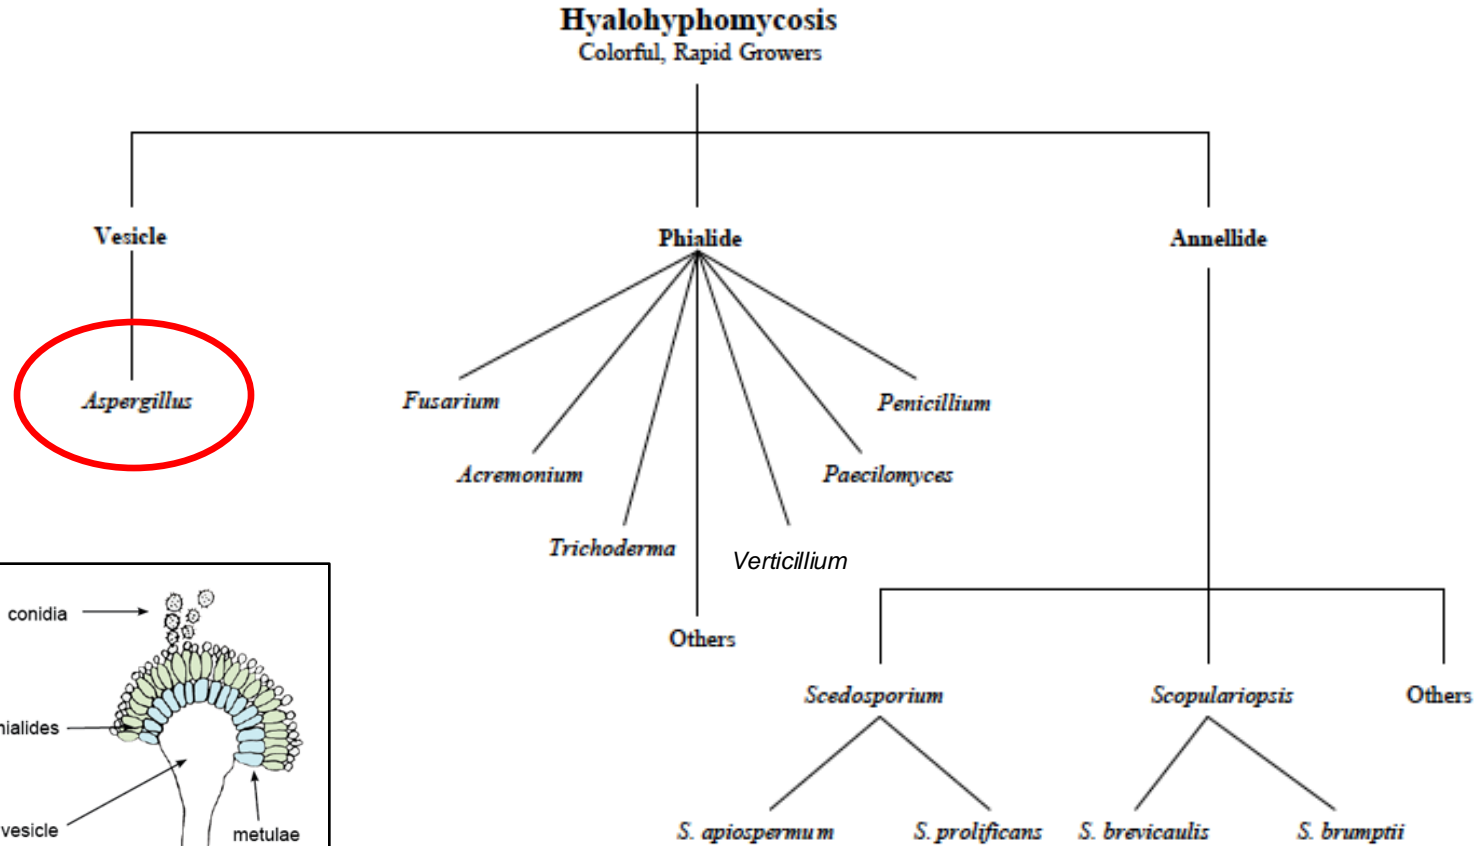 Hyalohyphomycosis
Colorful, Rapid Growers
Vesicle
Phialide
Annellide
Aspergillus
Fusarium
Penicillium
Acremonium
Paecilomyces
Trichoderma
Verticillium
Others
Scedosporium
Scopulariopsis
Others
S. apiospermum
S. prolificans
S. brevicaulis
S. brumptii
conidia
hialides
vesicle
metulae